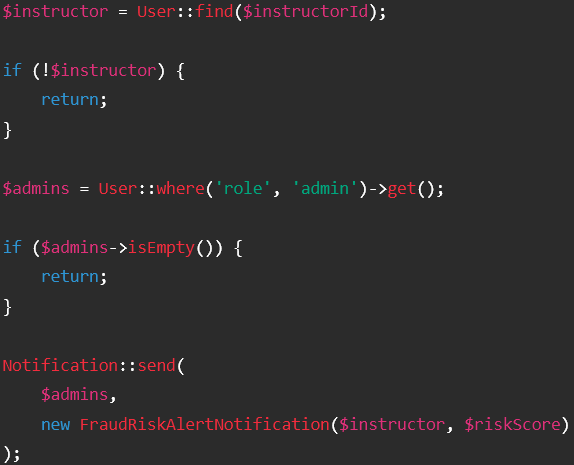 $instructor = User::find($instructorId);

if (!$instructor) {
    return;
}

$admins = User::where('role', 'admin')->get();

if ($admins->isEmpty()) {
    return;
}

Notification::send(
    $admins,
    new FraudRiskAlertNotification($instructor, $riskScore)
);